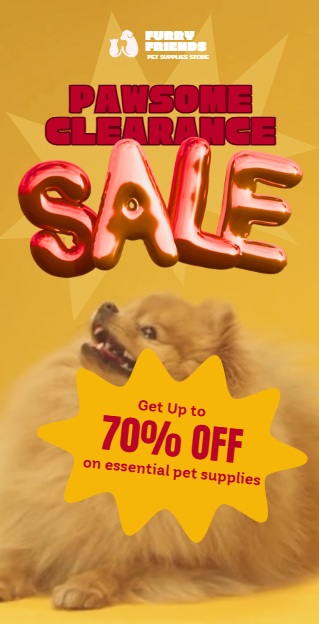 FURRY
FRIENDS
PET SUPPLIES STORE
PAWSOME
CLEARANCE
SALE
Get Up to
70% OFF
on essential pet supplies